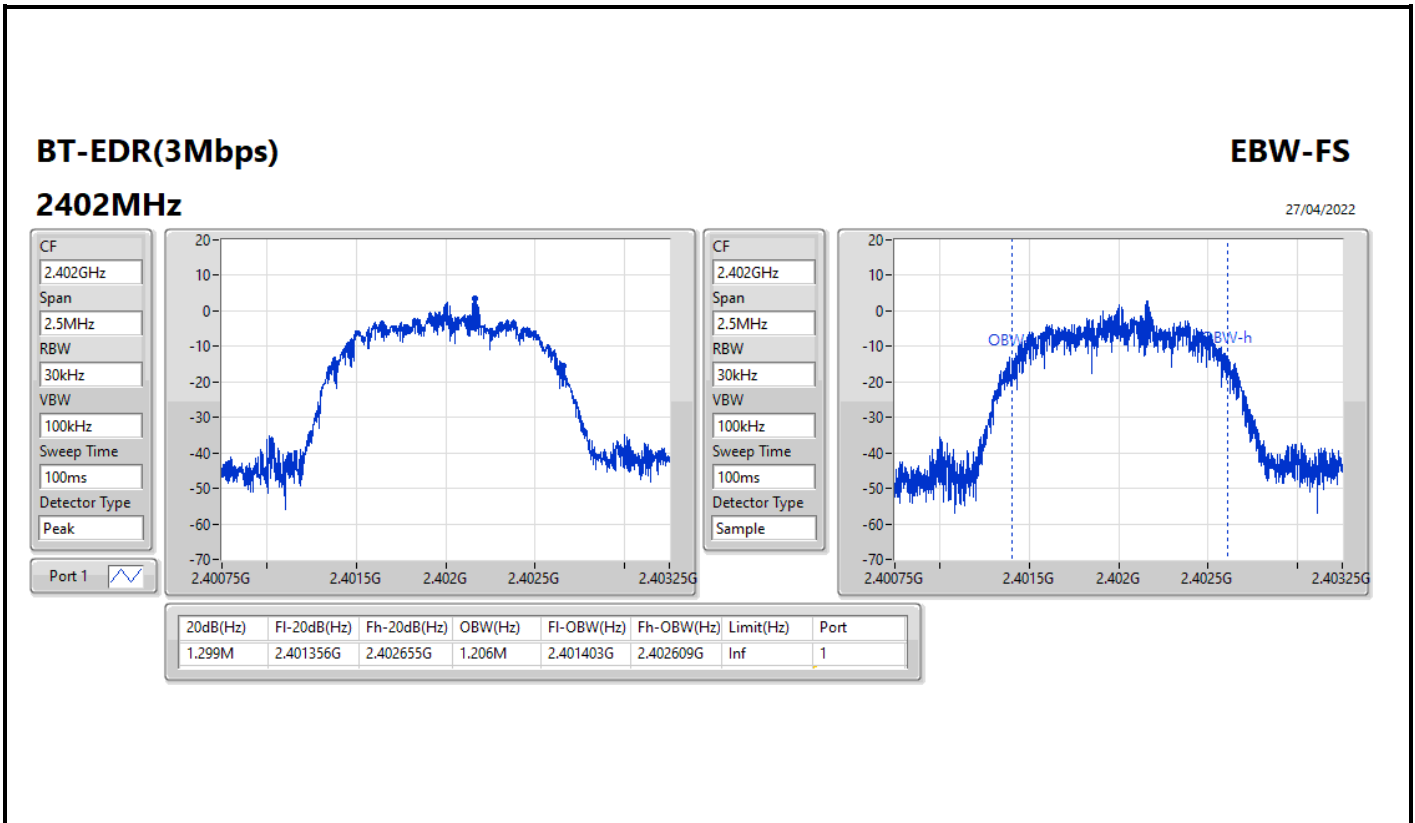 BT-EDR(3Mbps)
EBW-FS
2402MHz
27/04/2022
CF
2.402GHz
Span
2.5MHz
RBW
30kHz
VBW
100kHz
Sweep Time
100ms
Detector Type
Peak
Port 1
20
10
0
-10
-20
-30
-40
-50
-60
-70
2.40075G 2.4015G 2.402G 2.4025G 2.40325G
CF
2.402GHz
Span
2.5MHz
RBW
30kHz
VBW
100kHz
Sweep Time
100ms
Detector Type
Sample
20
10
0
-10
-20
-30
-40
-50
-60
-70
OBW-h
2.40075G 2.4015G 2.402G 2.4025G 2.40325G
20dB(Hz) Fl-20dB(Hz) Fh-20dB(Hz) OBW(Hz) Fl-OBW(Hz) Fh-OBW(Hz) Limit(Hz) Port
1.299M 2.401356G 2.402655G 1.206M 2.401403G 2.402609G Inf 1